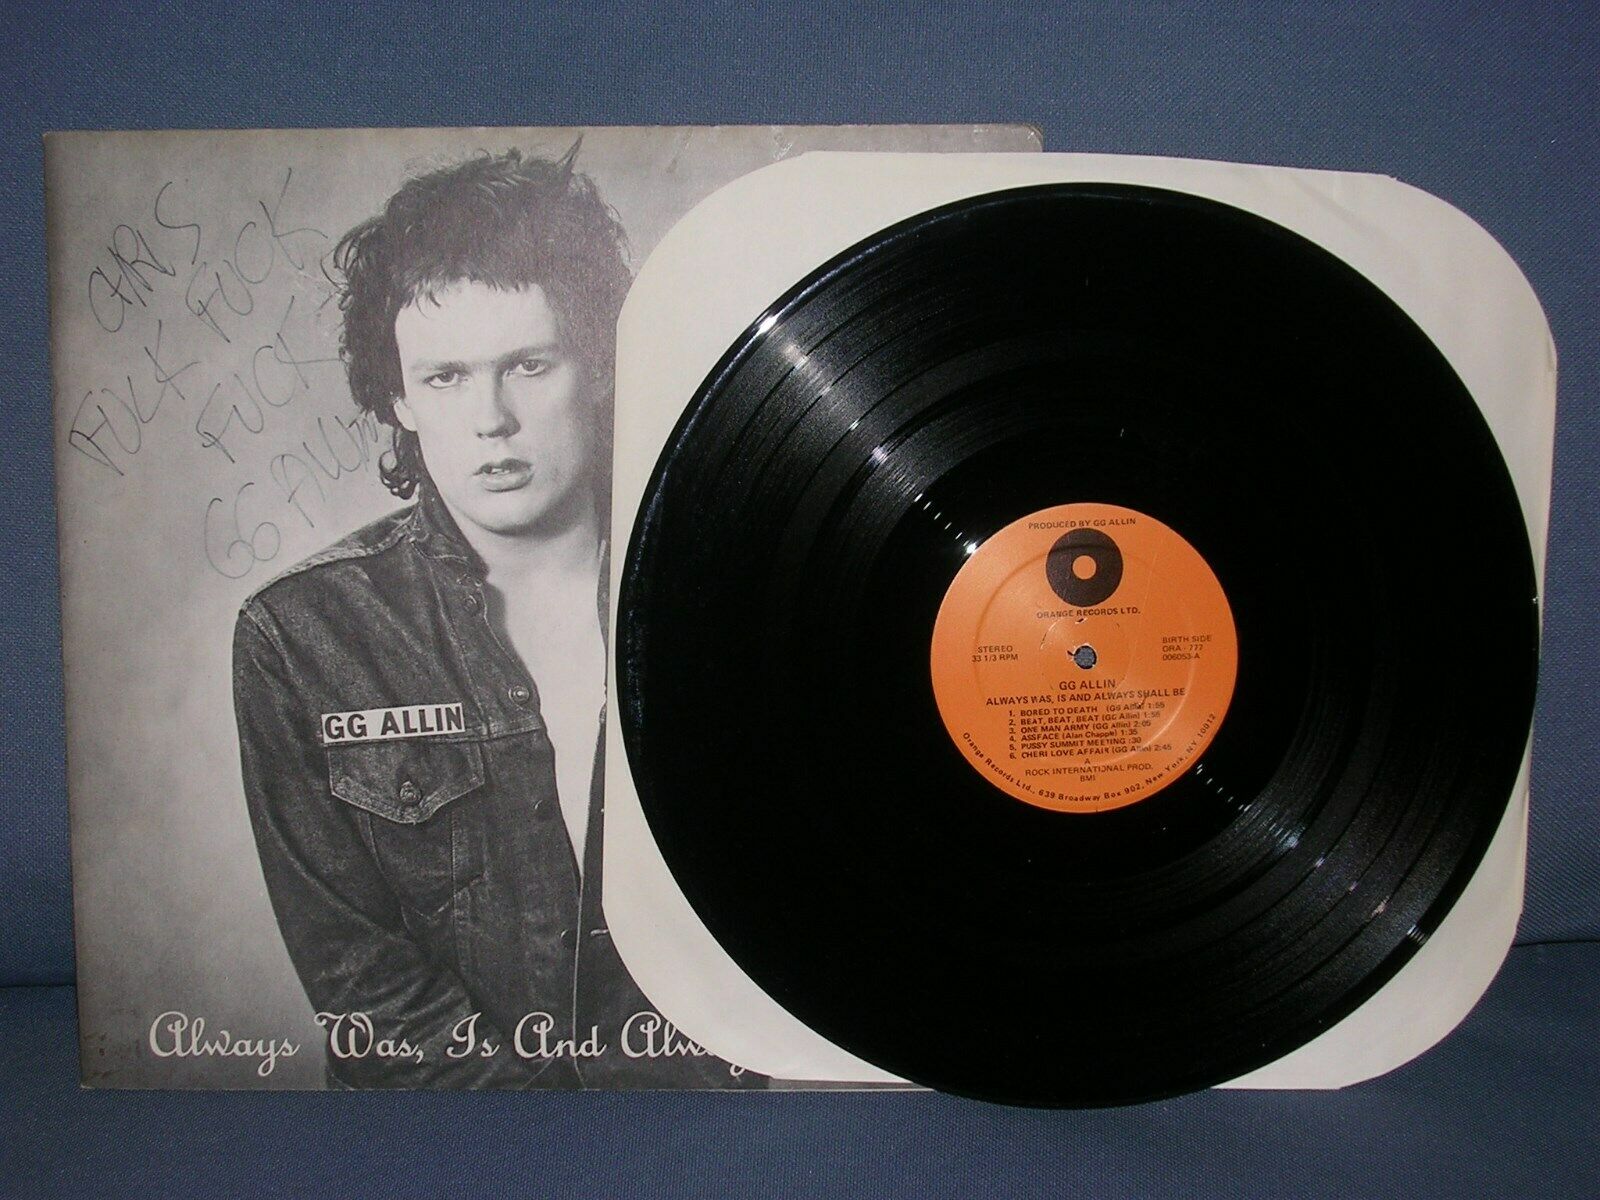 CHRIS
FUCK FUCK
FUCK
GG ALLIN
GG ALLIN
Always Was, Is And Alway
PRODUCED BY GG ALLIN
ORANGE RECORDS LTD.
STEREO
33 1/3 RPM
BIRTH SIDE
ORA - 777
006053-A
GG ALLIN
ALWAYS WAS, IS AND ALWAYS SHALL BE
1. BORED TO DEATH (GG Allin) 1:55
2. BEAT, BEAT, BEAT (GG Allin) 1:56
3. ONE MAN ARMY (GG Allin) 2:05
4. ASSFACE (Alan Chapple) 1:35
5. PUSSY SUMMIT MEETING :30
6. CHERI LOVE AFFAIR (GG Allin) 2:45
A
ROCK INTERNATIONAL PROD.
BMI
Orange Records Ltd., 639 Broadway Box 902, New York, NY 10012